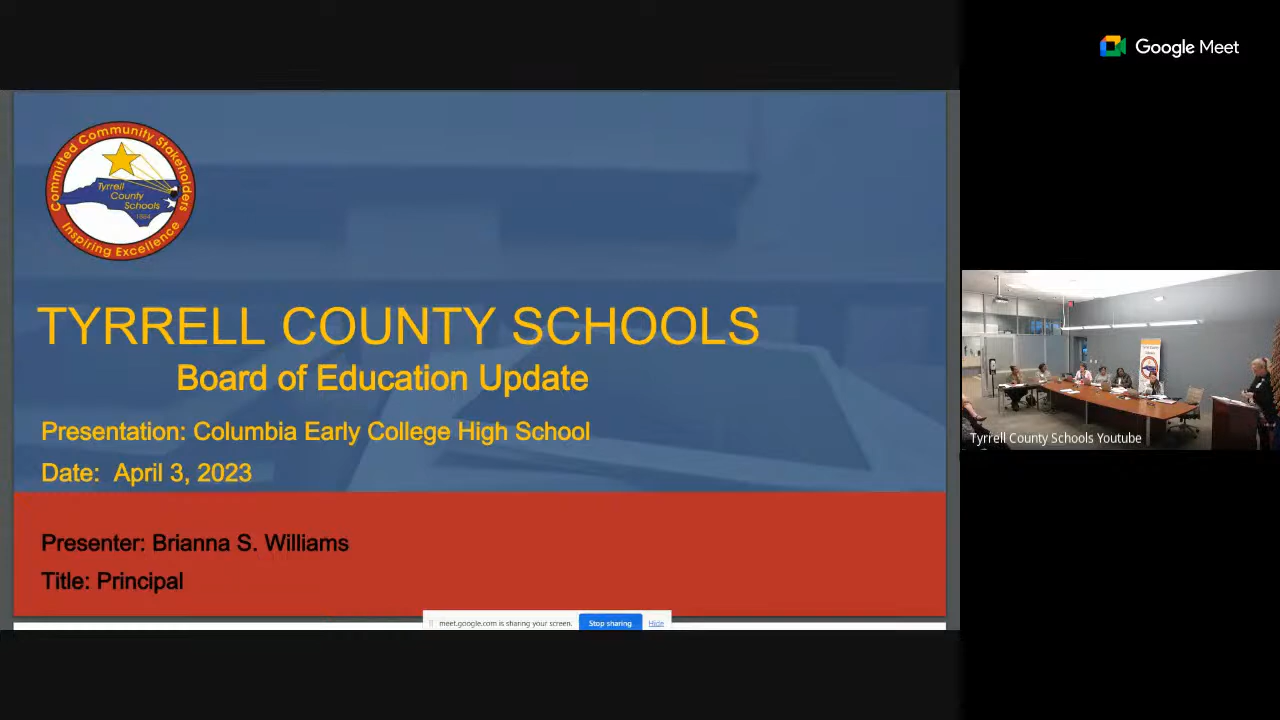 Google Meet
Committed Community Stakeholders
Tyrrell
County
Schools
Inspiring Excellence
TYRRELL COUNTY SCHOOLS
Board of Education Update
Presentation: Columbia Early College High School
Date: April 3, 2023
Presenter: Brianna S. Williams
Title: Principal
meet.google.com is sharing your screen.
Stop sharing
Hide
Tyrrell County Schools Youtube